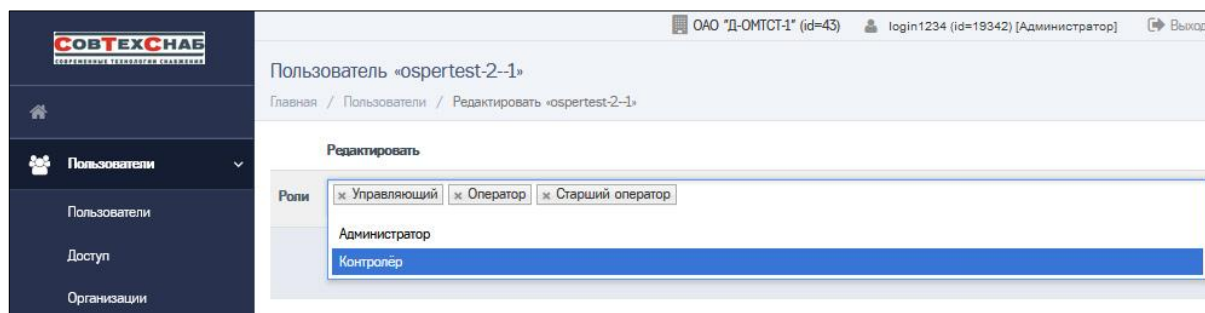 СОВТЕХСНАБ
СОВРЕМЕННЫЕ ТЕХНОЛОГИИ СНАБЖЕНИЯ
ОАО "Д-ОМТСТ-1" (id=43) login1234 (id=19342) [Администратор] Выход
Пользователь «ospertest-2--1»
Главная / Пользователи / Редактировать «ospertest-2--1»
Редактировать
Пользователи
Роли × Управляющий × Оператор × Старший оператор
Пользователи
Администратор
Доступ
Контролёр
Организации